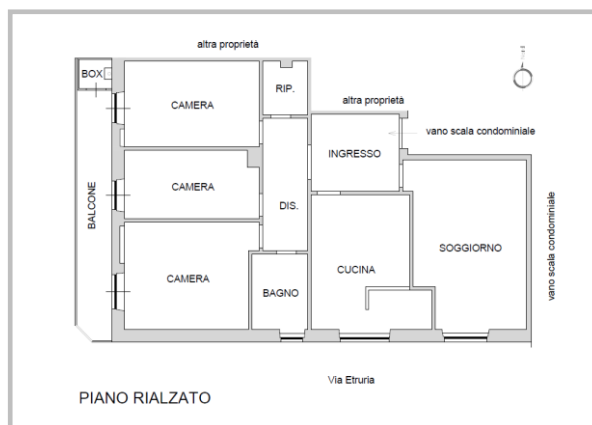 altra proprietà
BOX
CAMERA
RIP.
altra proprietà
vano scala condominiale
INGRESSO
CAMERA
BALCONE
DIS.
SOGGIORNO
vano scala condominiale
CUCINA
CAMERA
BAGNO
Via Etruria
PIANO RIALZATO